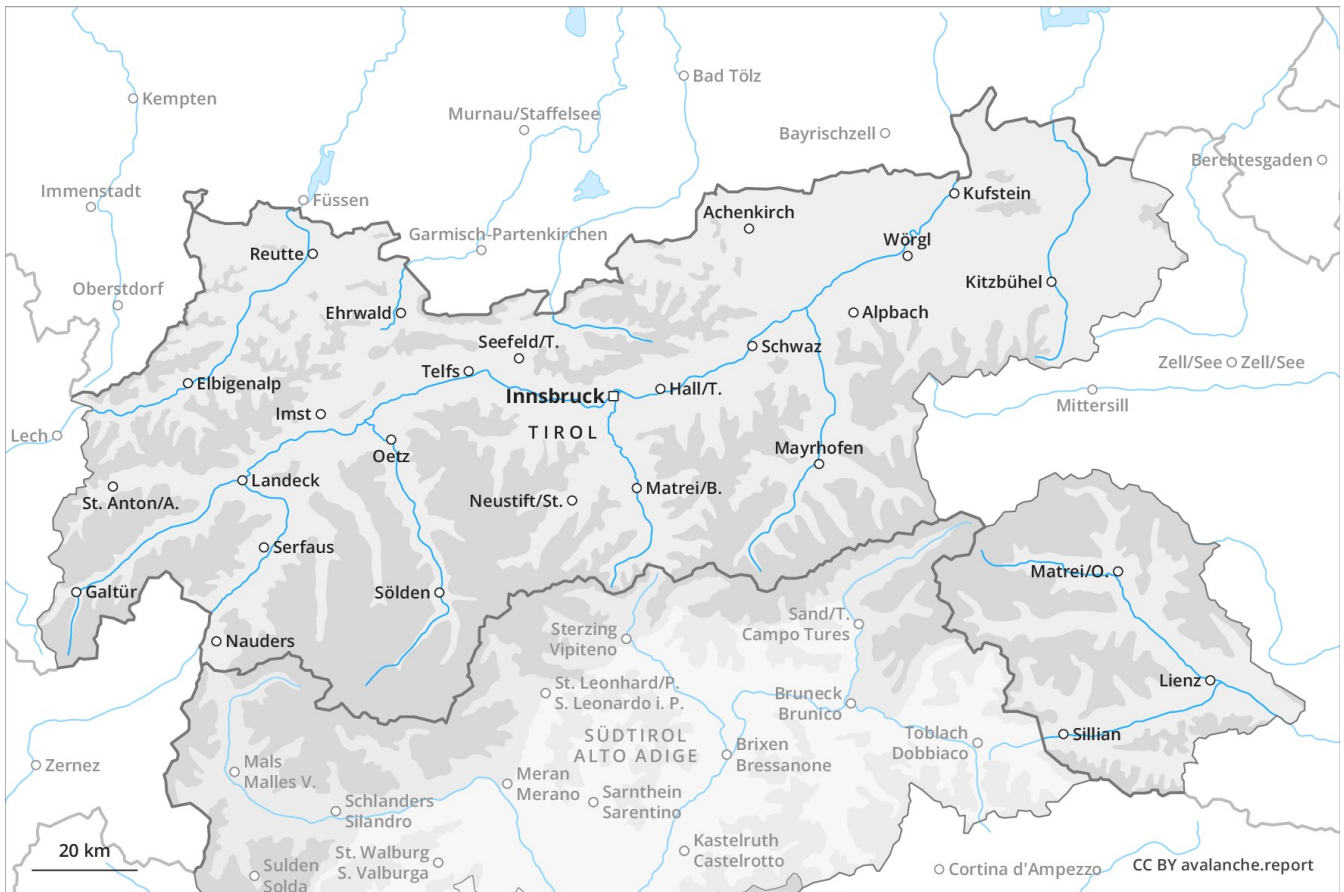 Kempten
Bad Tölz
Murnau/Staffelsee
Bayrischzell
Berchtesgaden
Immenstadt
Füssen
Kufstein
Achenkirch
Garmisch-Partenkirchen
Wörgl
Reutte
Oberstdorf
Kitzbühel
Ehrwald
Alpbach
Seefeld/T.
Schwaz
Telfs
Zell/See
Zell/See
Elbigenalp
Innsbruck
Hall/T.
Mittersill
Imst
Lech
TIROL
Oetz
Mayrhofen
Landeck
St. Anton/A.
Neustift/St.
Matrei/B.
Serfaus
Matrei/O.
Galtür
Sölden
Sand/T.
Campo Tures
Sterzing
Vipiteno
Nauders
Lienz
St. Leonhard/P.
S. Leonardo i. P.
Bruneck
Brunico
Toblach
Dobbiaco
Sillian
SÜDTIROL
ALTO ADIGE
Brixen
Bressanone
Zernez
Mals
Malles V.
Meran
Merano
Schlanders
Silandro
Sarnthein
Sarentino
Kastelruth
Castelrotto
20 km
St. Walburg
S. Valburga
Sulden
Solda
Cortina d'Ampezzo
CC BY avalanche.report